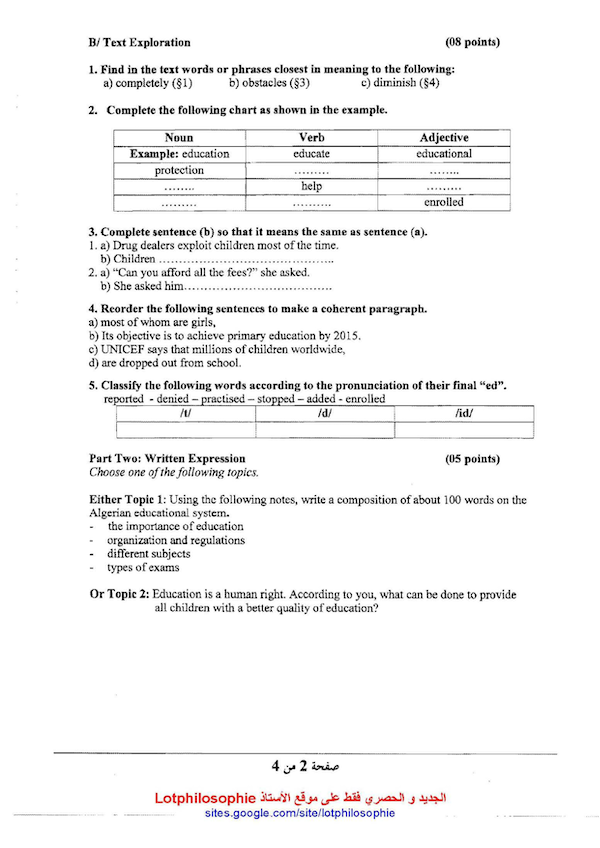 B/ Text Exploration (08 points)
1. Find in the text words or phrases closest in meaning to the following:
a) completely (§1) b) obstacles (§3) c) diminish (§4)
2. Complete the following chart as shown in the example.
Noun Verb Adjective
Example: education educate educational
protection ......... ........
........ help .........
......... .......... enrolled
3. Complete sentence (b) so that it means the same as sentence (a).
1. a) Drug dealers exploit children most of the time.
b) Children ...........................................
2. a) “Can you afford all the fees?” she asked.
b) She asked him.....................................
4. Reorder the following sentences to make a coherent paragraph.
a) most of whom are girls,
b) Its objective is to achieve primary education by 2015.
c) UNICEF says that millions of children worldwide,
d) are dropped out from school.
5. Classify the following words according to the pronunciation of their final “ed”.
reported - denied – practised – stopped – added - enrolled
/t/ /d/ /id/
Part Two: Written Expression (05 points)
Choose one of the following topics.
Either Topic 1: Using the following notes, write a composition of about 100 words on the
Algerian educational system.
- the importance of education
- organization and regulations
- different subjects
- types of exams
Or Topic 2: Education is a human right. According to you, what can be done to provide
all children with a better quality of education?
صفحة 2 من 4
الجديد و الحصري فقط على موقع الأستاذ Lotphilosophie
sites.google.com/site/lotphilosophie